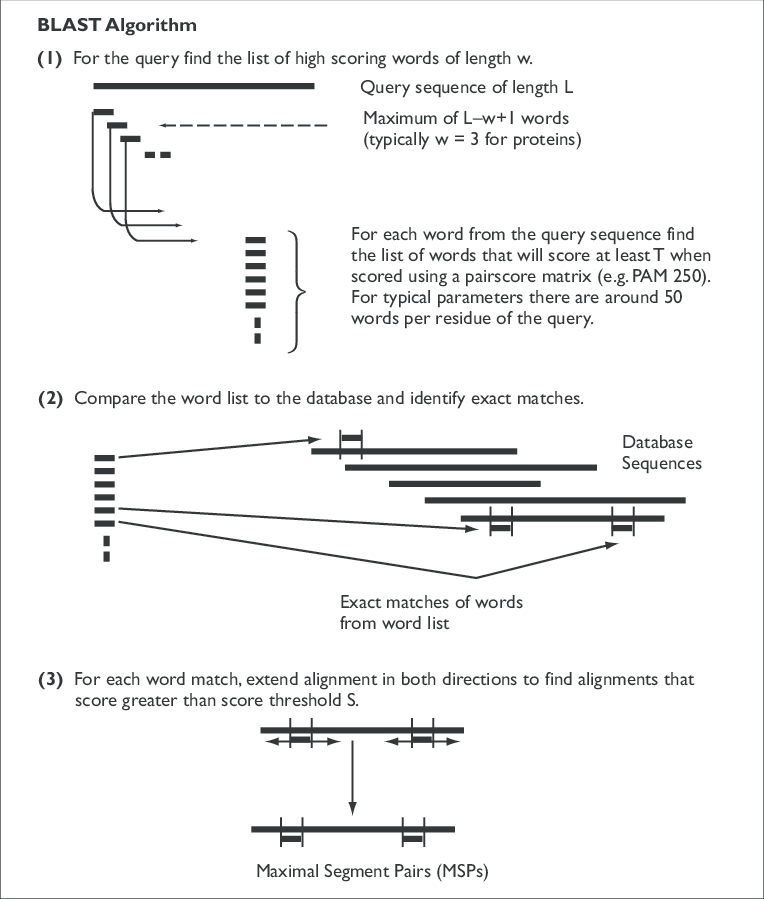 BLAST Algorithm
(1) For the query find the list of high scoring words of length w.
Query sequence of length L
Maximum of L–w+1 words
(typically w = 3 for proteins)
For each word from the query sequence find
the list of words that will score at least T when
scored using a pairscore matrix (e.g. PAM 250).
For typical parameters there are around 50
words per residue of the query.
(2) Compare the word list to the database and identify exact matches.
Database
Sequences
Exact matches of words
from word list
(3) For each word match, extend alignment in both directions to find alignments that
score greater than score threshold S.
Maximal Segment Pairs (MSPs)